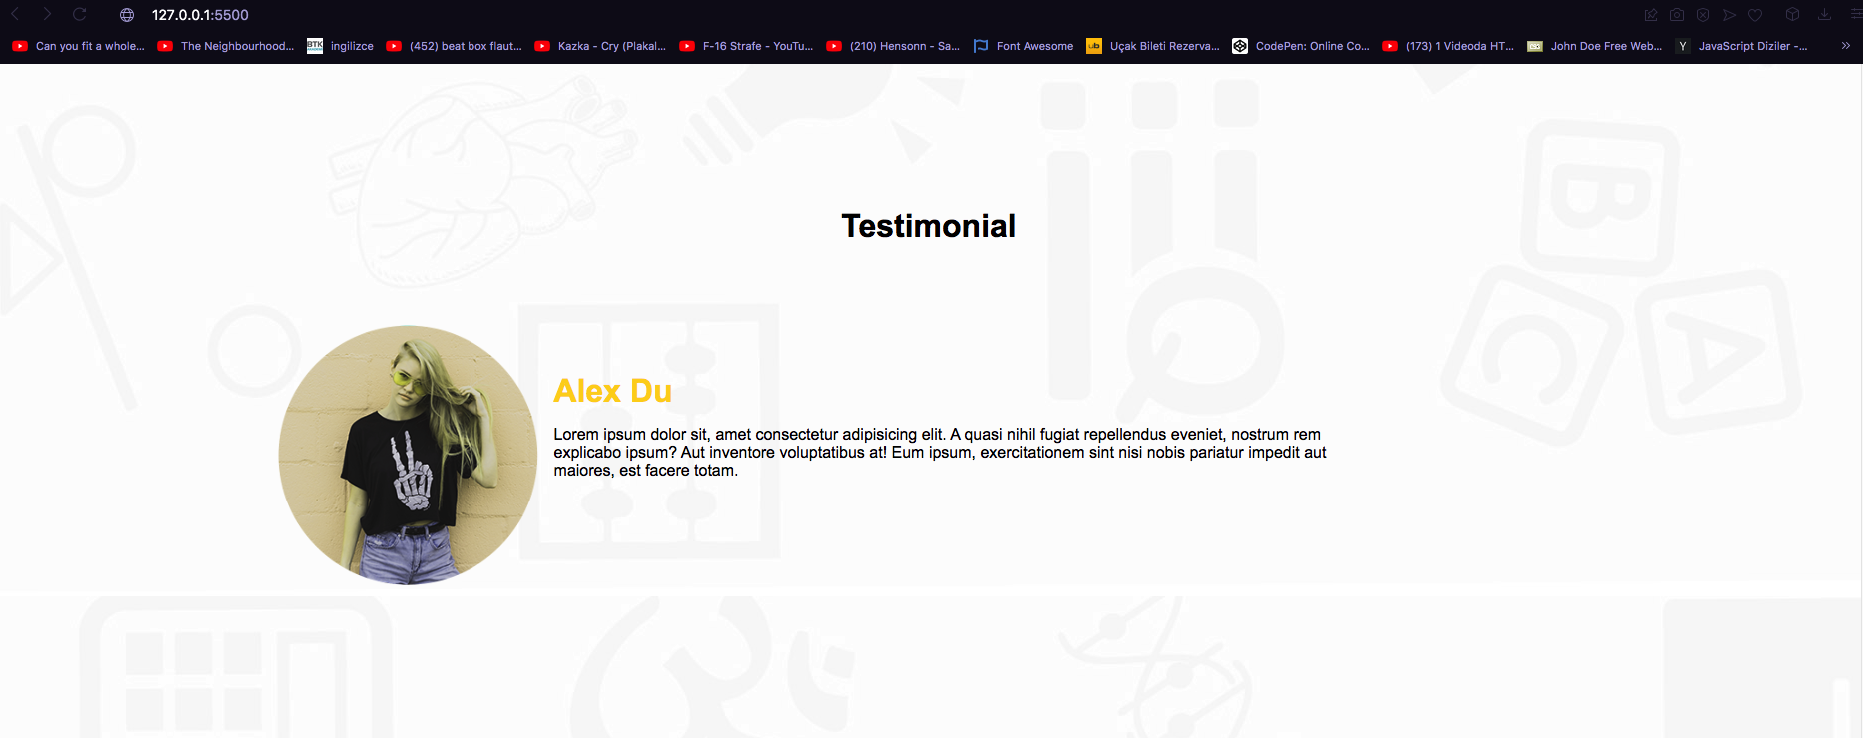 127.0.0.1:5500
Can you fit a whole...
The Neighbourhood...
BTK
ingilizce
(452) beat box flaut...
Kazka - Cry (Plakal...
F-16 Strafe - YouTu...
(210) Hensonn - Sa...
Font Awesome
ub
Uçak Bileti Rezerva...
CodePen: Online Co...
(173) 1 Videoda HT...
John Doe Free Web...
Y
JavaScript Diziler -...
B
C
A
Testimonial
Alex Du
Lorem ipsum dolor sit, amet consectetur adipisicing elit. A quasi nihil fugiat repellendus eveniet, nostrum rem
explicabo ipsum? Aut inventore voluptatibus at! Eum ipsum, exercitationem sint nisi nobis pariatur impedit aut
maiores, est facere totam.